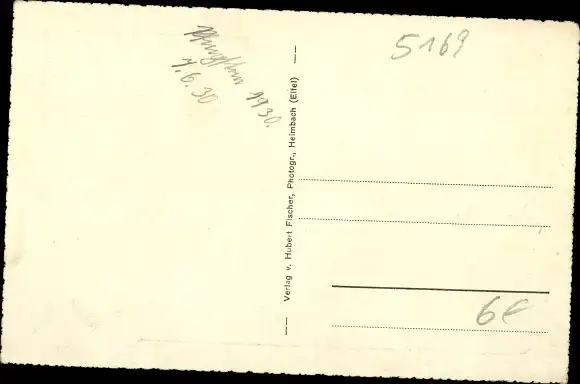 Pfingsten 1930.
7.6.30
5169
Verlag v. Hubert Fischer, Photogr., Heimbach (Eifel)
6€